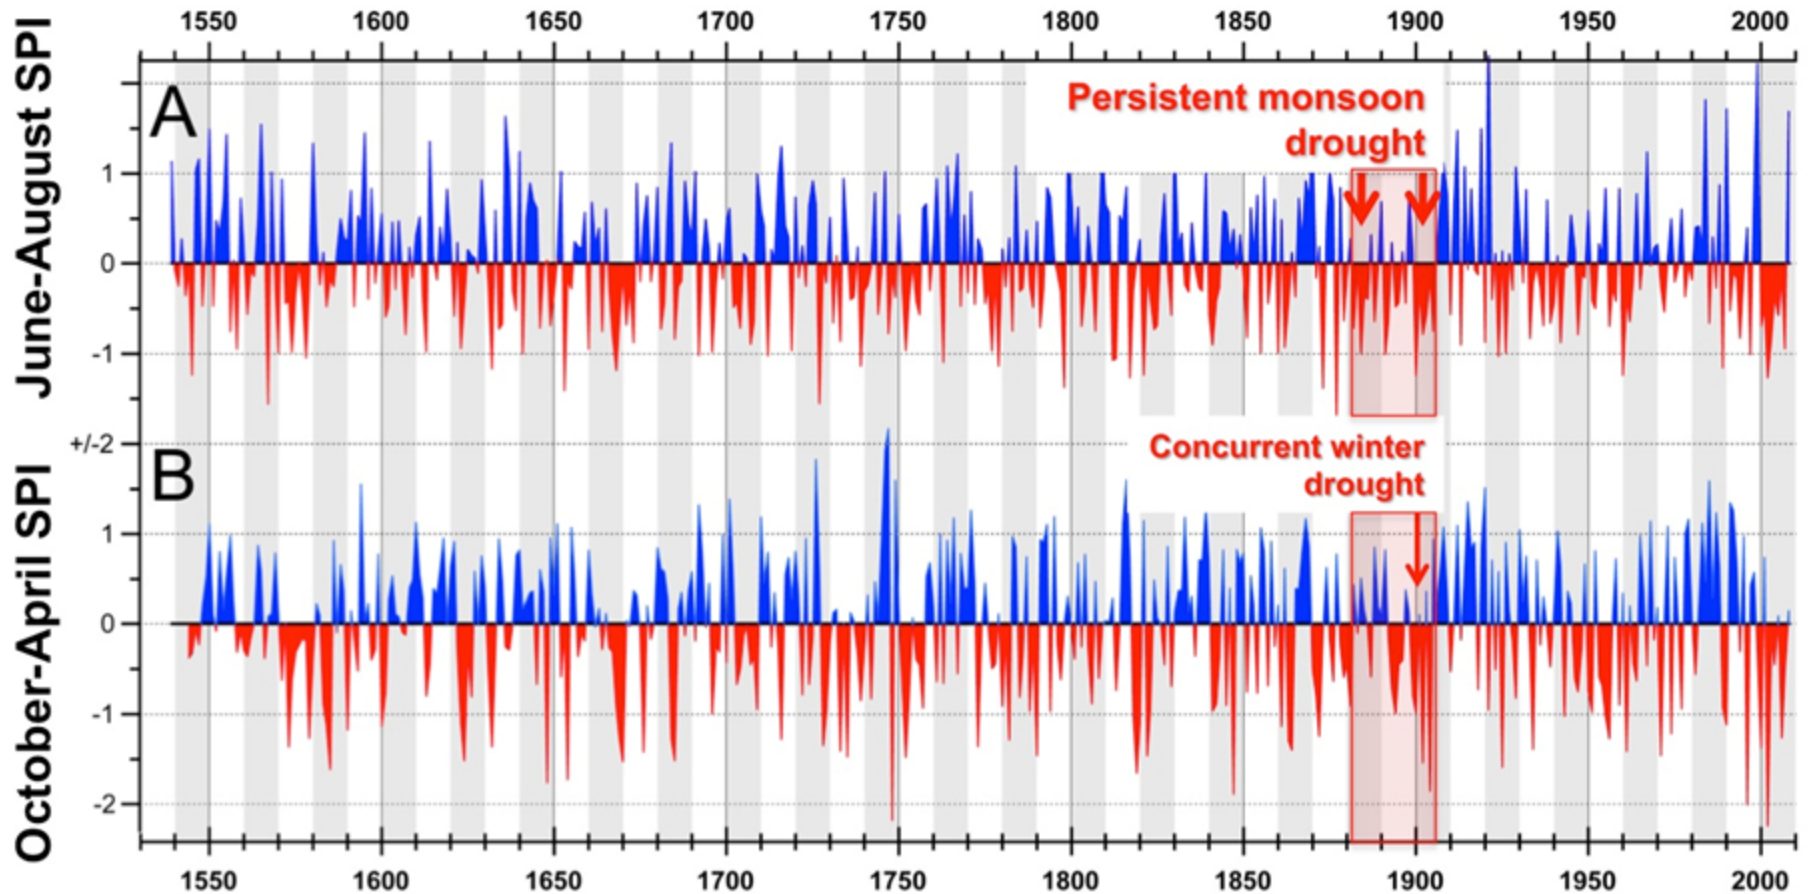 1550 1600 1650 1700 1750 1800 1850 1900 1950 2000
June-August SPI
A
Persistent monsoon
drought
1
0
-1
+/-2
October-April SPI
B
Concurrent winter
drought
1
0
-1
-2
1550 1600 1650 1700 1750 1800 1850 1900 1950 2000